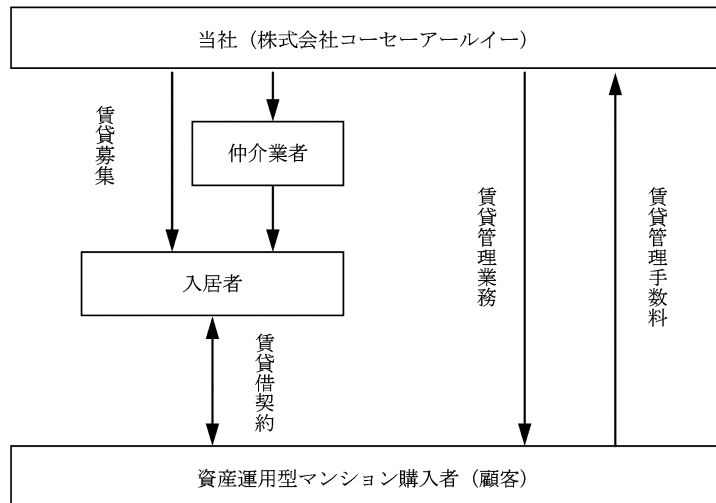 当社（株式会社コーセーアールイー）
賃貸募集
仲介業者
賃貸管理業務
賃貸管理手数料
入居者
賃貸借契約
資産運用型マンション購入者（顧客）